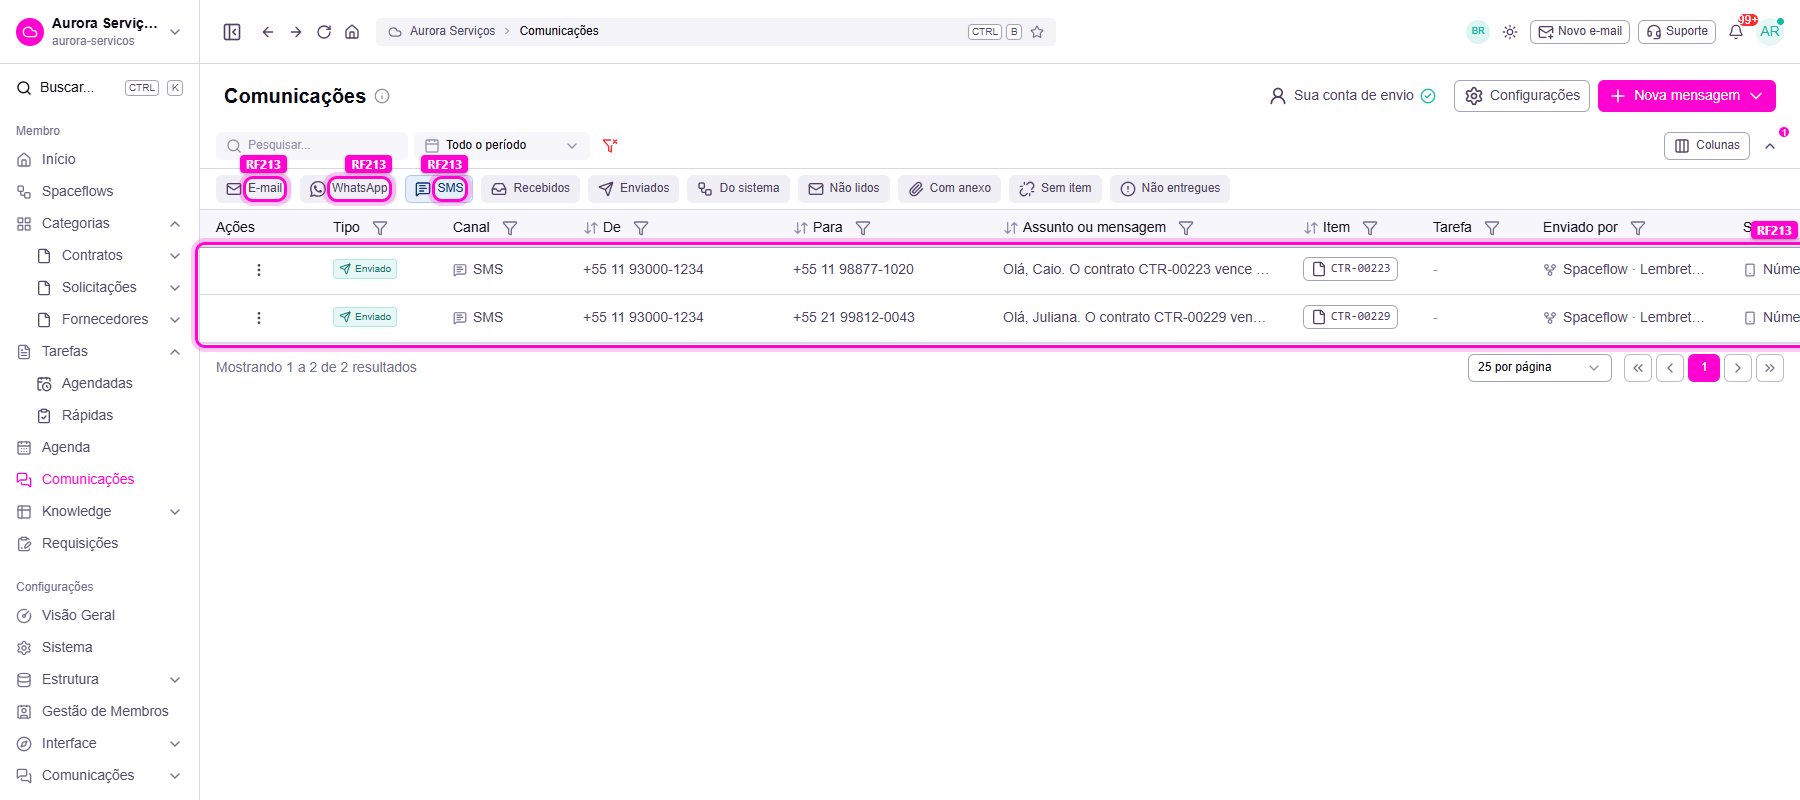 Aurora Serviç...
aurora-servicos
Aurora Serviços > Comunicações
CTRL B
BR
Novo e-mail
Suporte
99+
AR
Buscar...
CTRL K
Membro
Início
Spaceflows
Categorias
Contratos
Solicitações
Fornecedores
Tarefas
Agendadas
Rápidas
Agenda
Comunicações
Knowledge
Requisições
Configurações
Visão Geral
Sistema
Estrutura
Gestão de Membros
Interface
Comunicações
Comunicações
Sua conta de envio
Configurações
Nova mensagem
Pesquisar...
Todo o período
Colunas
1
RF213 RF213 RF213
E-mail WhatsApp SMS Recebidos Enviados Do sistema Não lidos Com anexo Sem item Não entregues
Ações Tipo Canal De Para Assunto ou mensagem Item Tarefa Enviado por S
RF213
Enviado SMS +55 11 93000-1234 +55 11 98877-1020 Olá, Caio. O contrato CTR-00223 vence ... CTR-00223 - Spaceflow · Lembret... Núme
Enviado SMS +55 11 93000-1234 +55 21 99812-0043 Olá, Juliana. O contrato CTR-00229 ven... CTR-00229 - Spaceflow · Lembret... Núme
Mostrando 1 a 2 de 2 resultados
25 por página
1